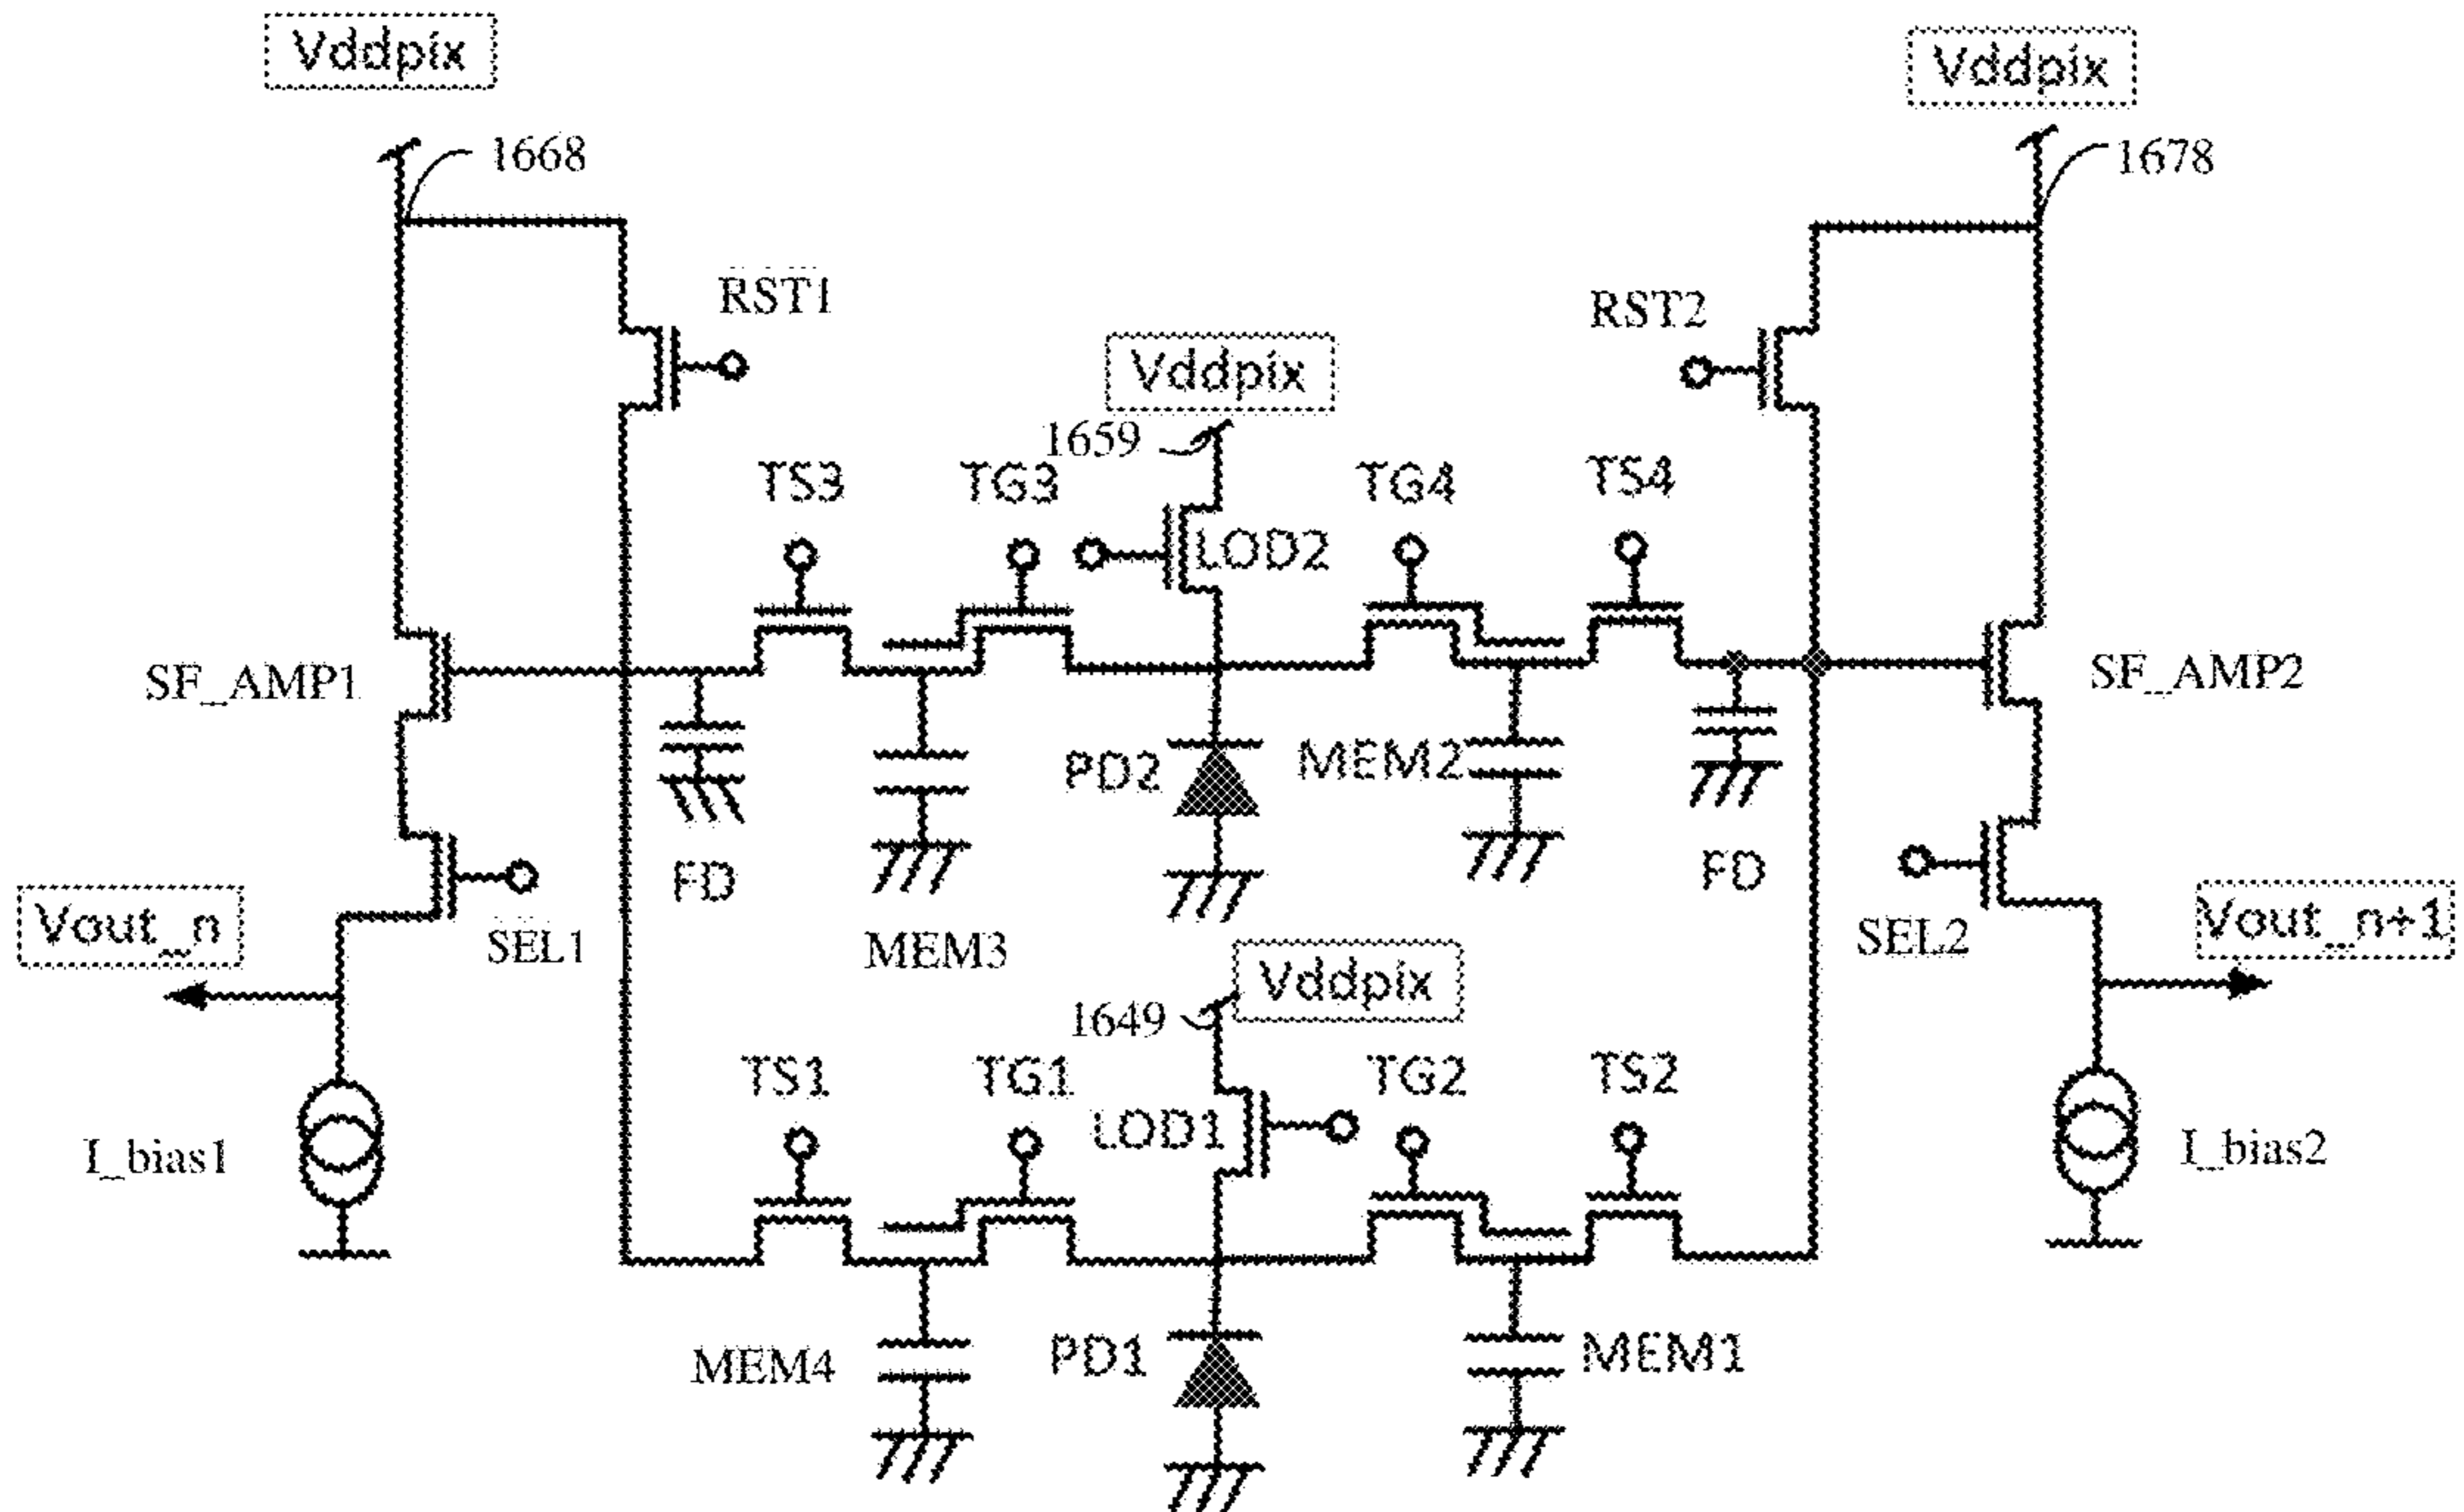 Vddpix
Vddpix
1668
1678
RST1
RST2
Vddpix
1659
TS3
TG3
TG4
TS4
LOD2
SF_AMP1
SF_AMP2
PD2
MEM2
FD
FD
Vout_n
SEL1
MEM3
SEL2
Vout_n+1
Vddpix
1649
TS1
TG1
TG2
TS2
LOD1
I_bias1
I_bias2
MEM4
PD1
MEM1